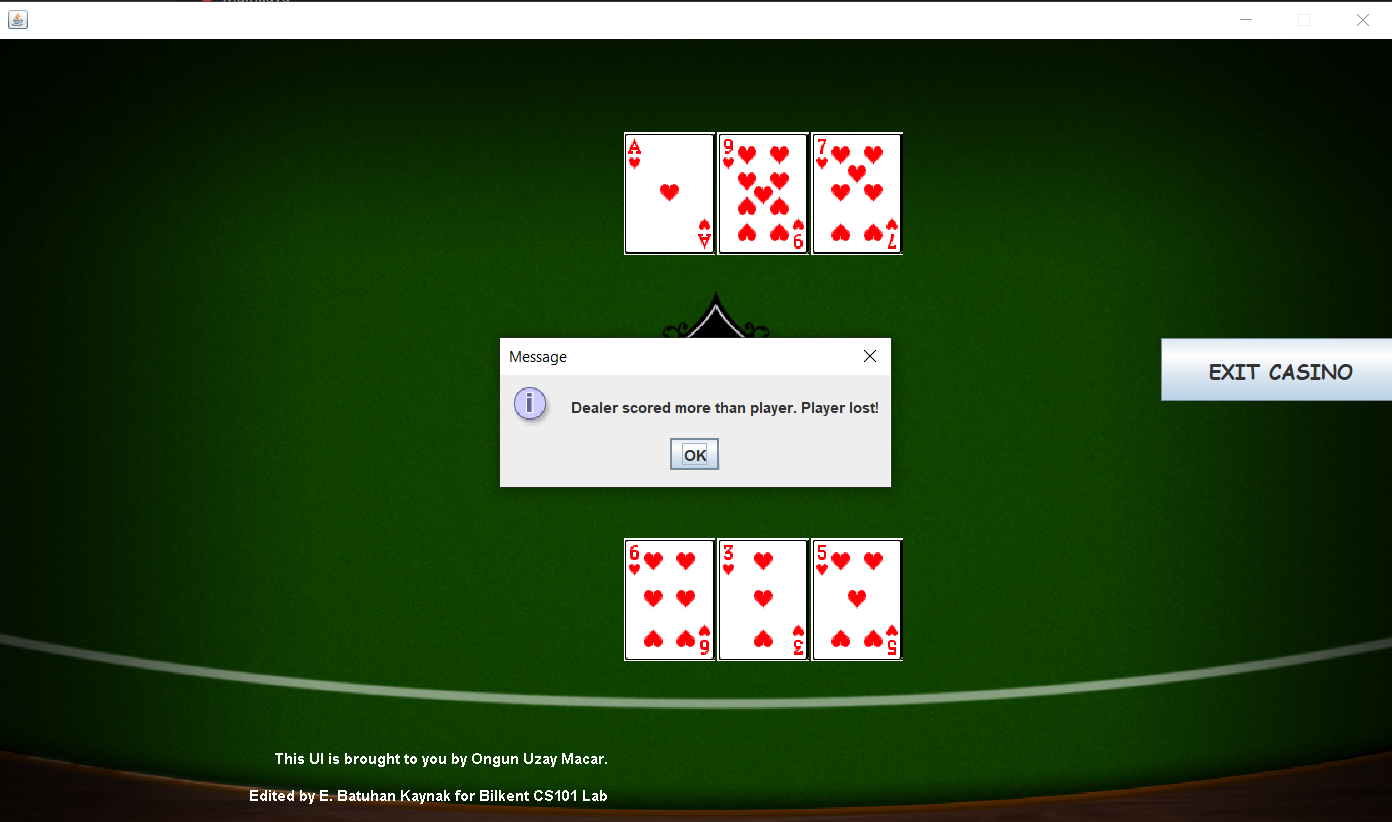 A 9 7
A 9 7
Message
Dealer scored more than player. Player lost!
OK
EXIT CASINO
6 3 5
6 3 5
This UI is brought to you by Ongun Uzay Macar.
Edited by E. Batuhan Kaynak for Bilkent CS101 Lab